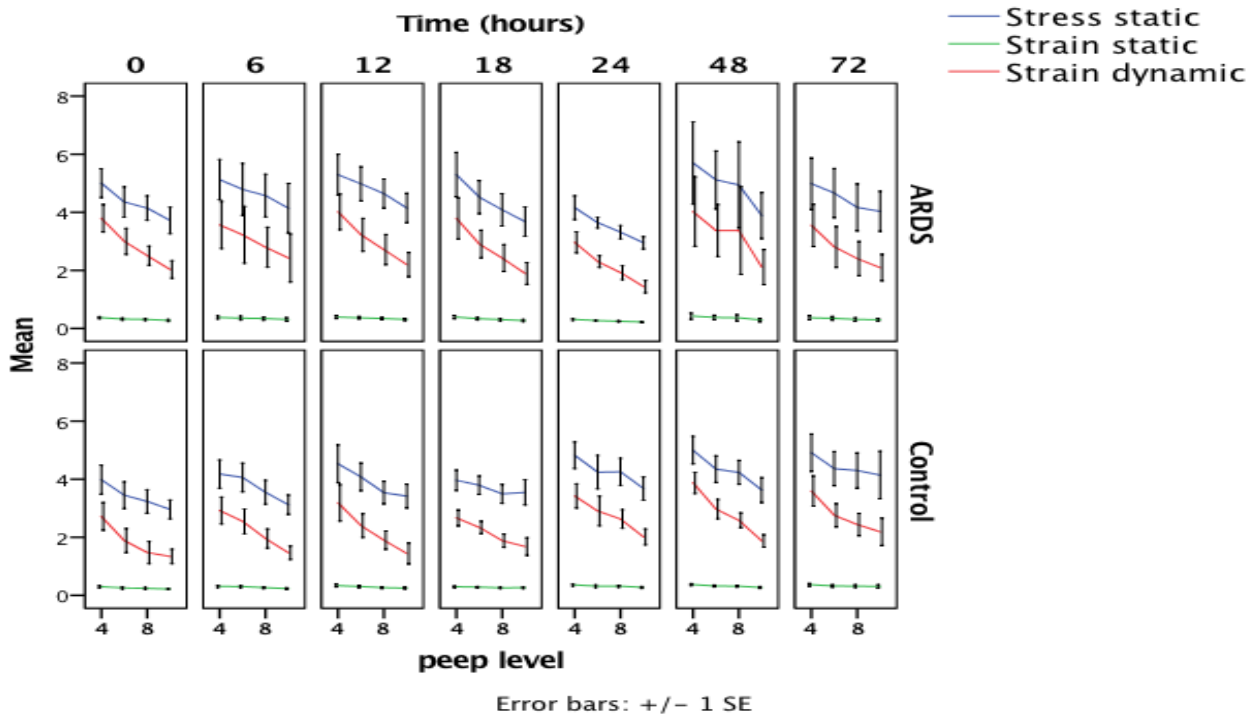 Time (hours)
0 6 12 18 24 48 72
Stress static
Strain static
Strain dynamic
8
6
4
2
0
ARDS
Mean
8
6
4
2
0
Control
4 8 4 8 4 8 4 8 4 8 4 8 4 8
peep level
Error bars: +/- 1 SE